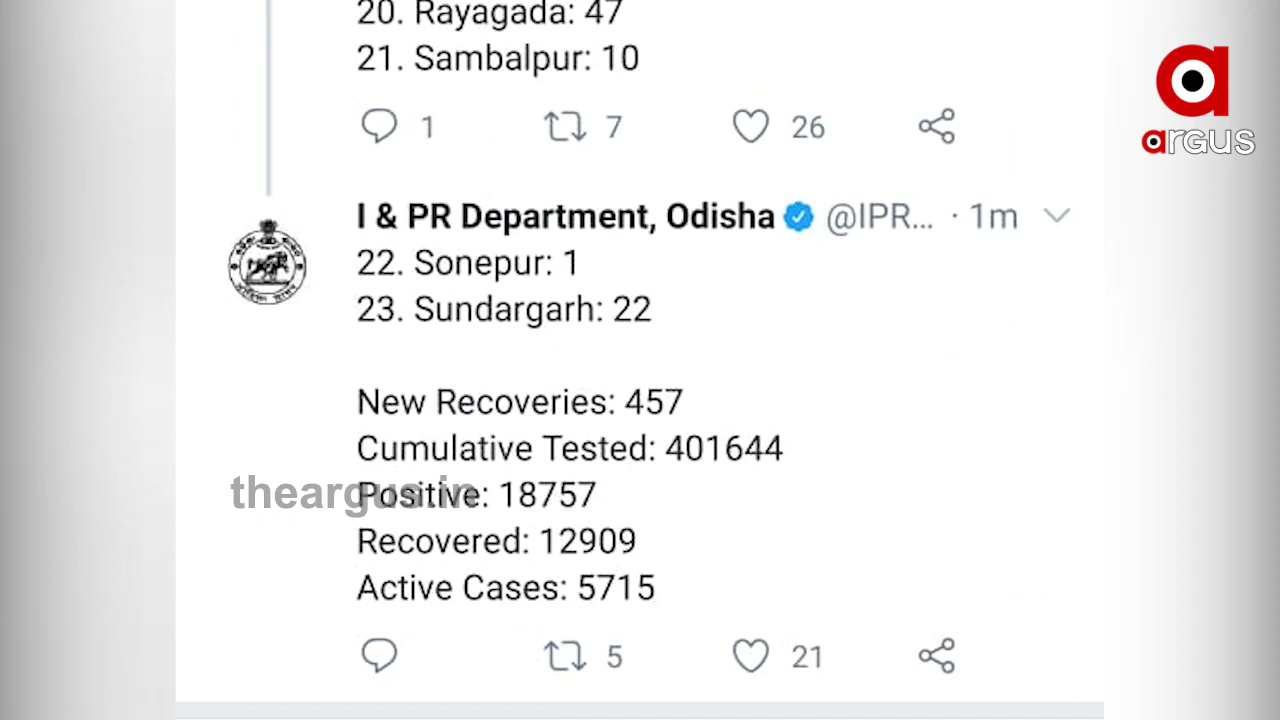 20. Rayagada: 47
21. Sambalpur: 10
1 7 26
argus
I & PR Department, Odisha @IPR... · 1m
22. Sonepur: 1
23. Sundargarh: 22
New Recoveries: 457
Cumulative Tested: 401644
Positive: 18757
theargus.in
Recovered: 12909
Active Cases: 5715
5 21